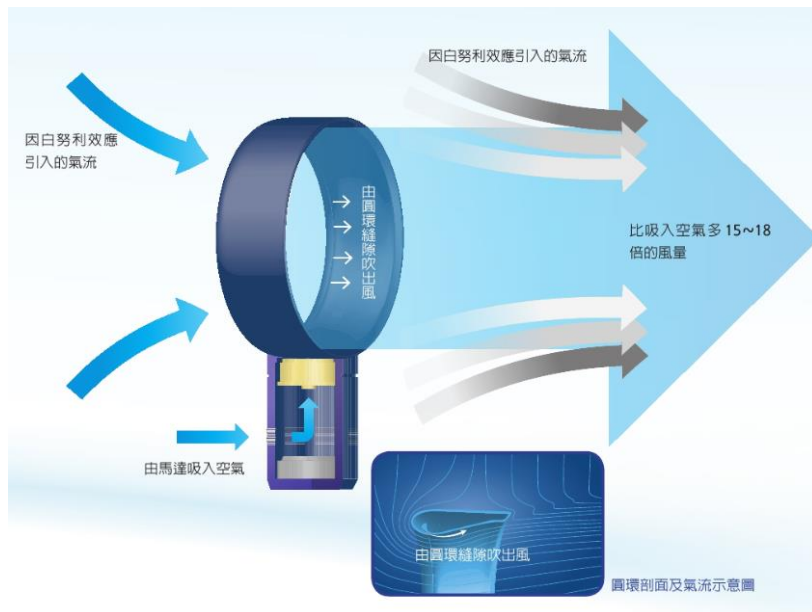 因白努利效應引入的氣流
因白努利效應
引入的氣流
由圓環縫隙吹出風
比吸入空氣多 15~18
倍的風量
由馬達吸入空氣
由圓環縫隙吹出風
圓環剖面及氣流示意圖